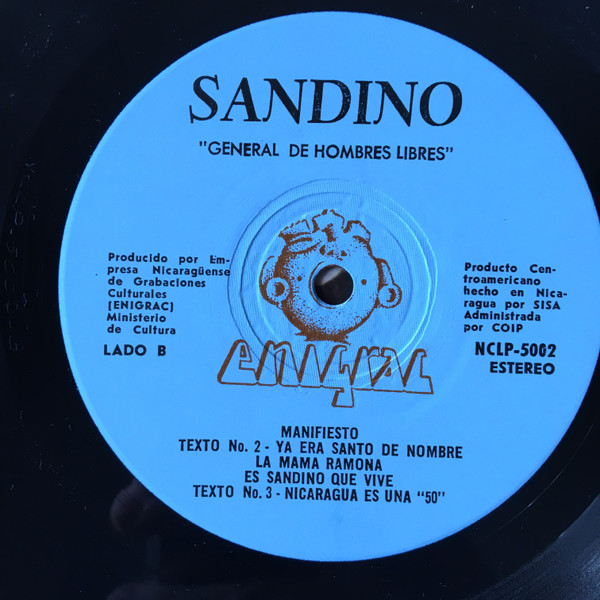 SANDINO
"GENERAL DE HOMBRES LIBRES"
Producido por Em-
presa Nicaragüense
de Grabaciones
Culturales
[ENIGRAC]
Ministerio
de Cultura
LADO B
Producto Cen-
troamericano
hecho en Nica-
ragua por SISA
Administrada
por COIP
NCLP-5002
ESTEREO
enigrac
MANIFIESTO
TEXTO No. 2 - YA ERA SANTO DE NOMBRE
LA MAMA RAMONA
ES SANDINO QUE VIVE
TEXTO No. 3 - NICARAGUA ES UNA "50"